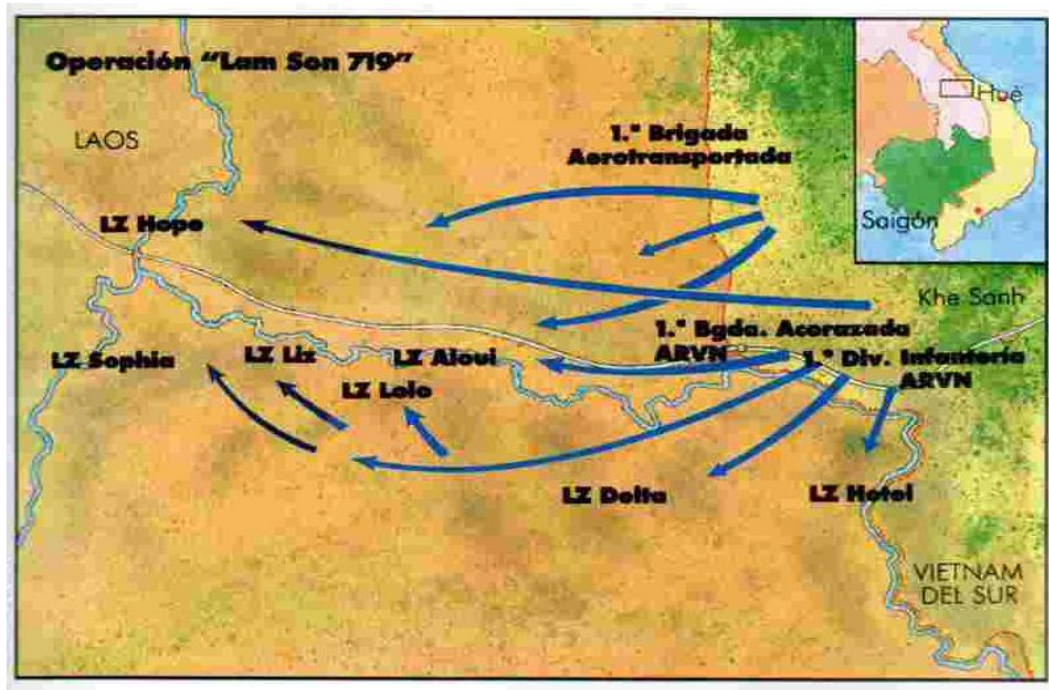 Operación "Lam Son 719"
LAOS
Huè
1.ª Brigada
Aerotransportada
LZ Hope
Saigón
Khe Sanh
1.ª Bgda. Acorazada
ARVN
1.ª Div. Infantería
ARVN
LZ Sophia
LZ Liz
LZ Aloui
LZ Lolo
LZ Delta
LZ Hotel
VIETNAM
DEL SUR